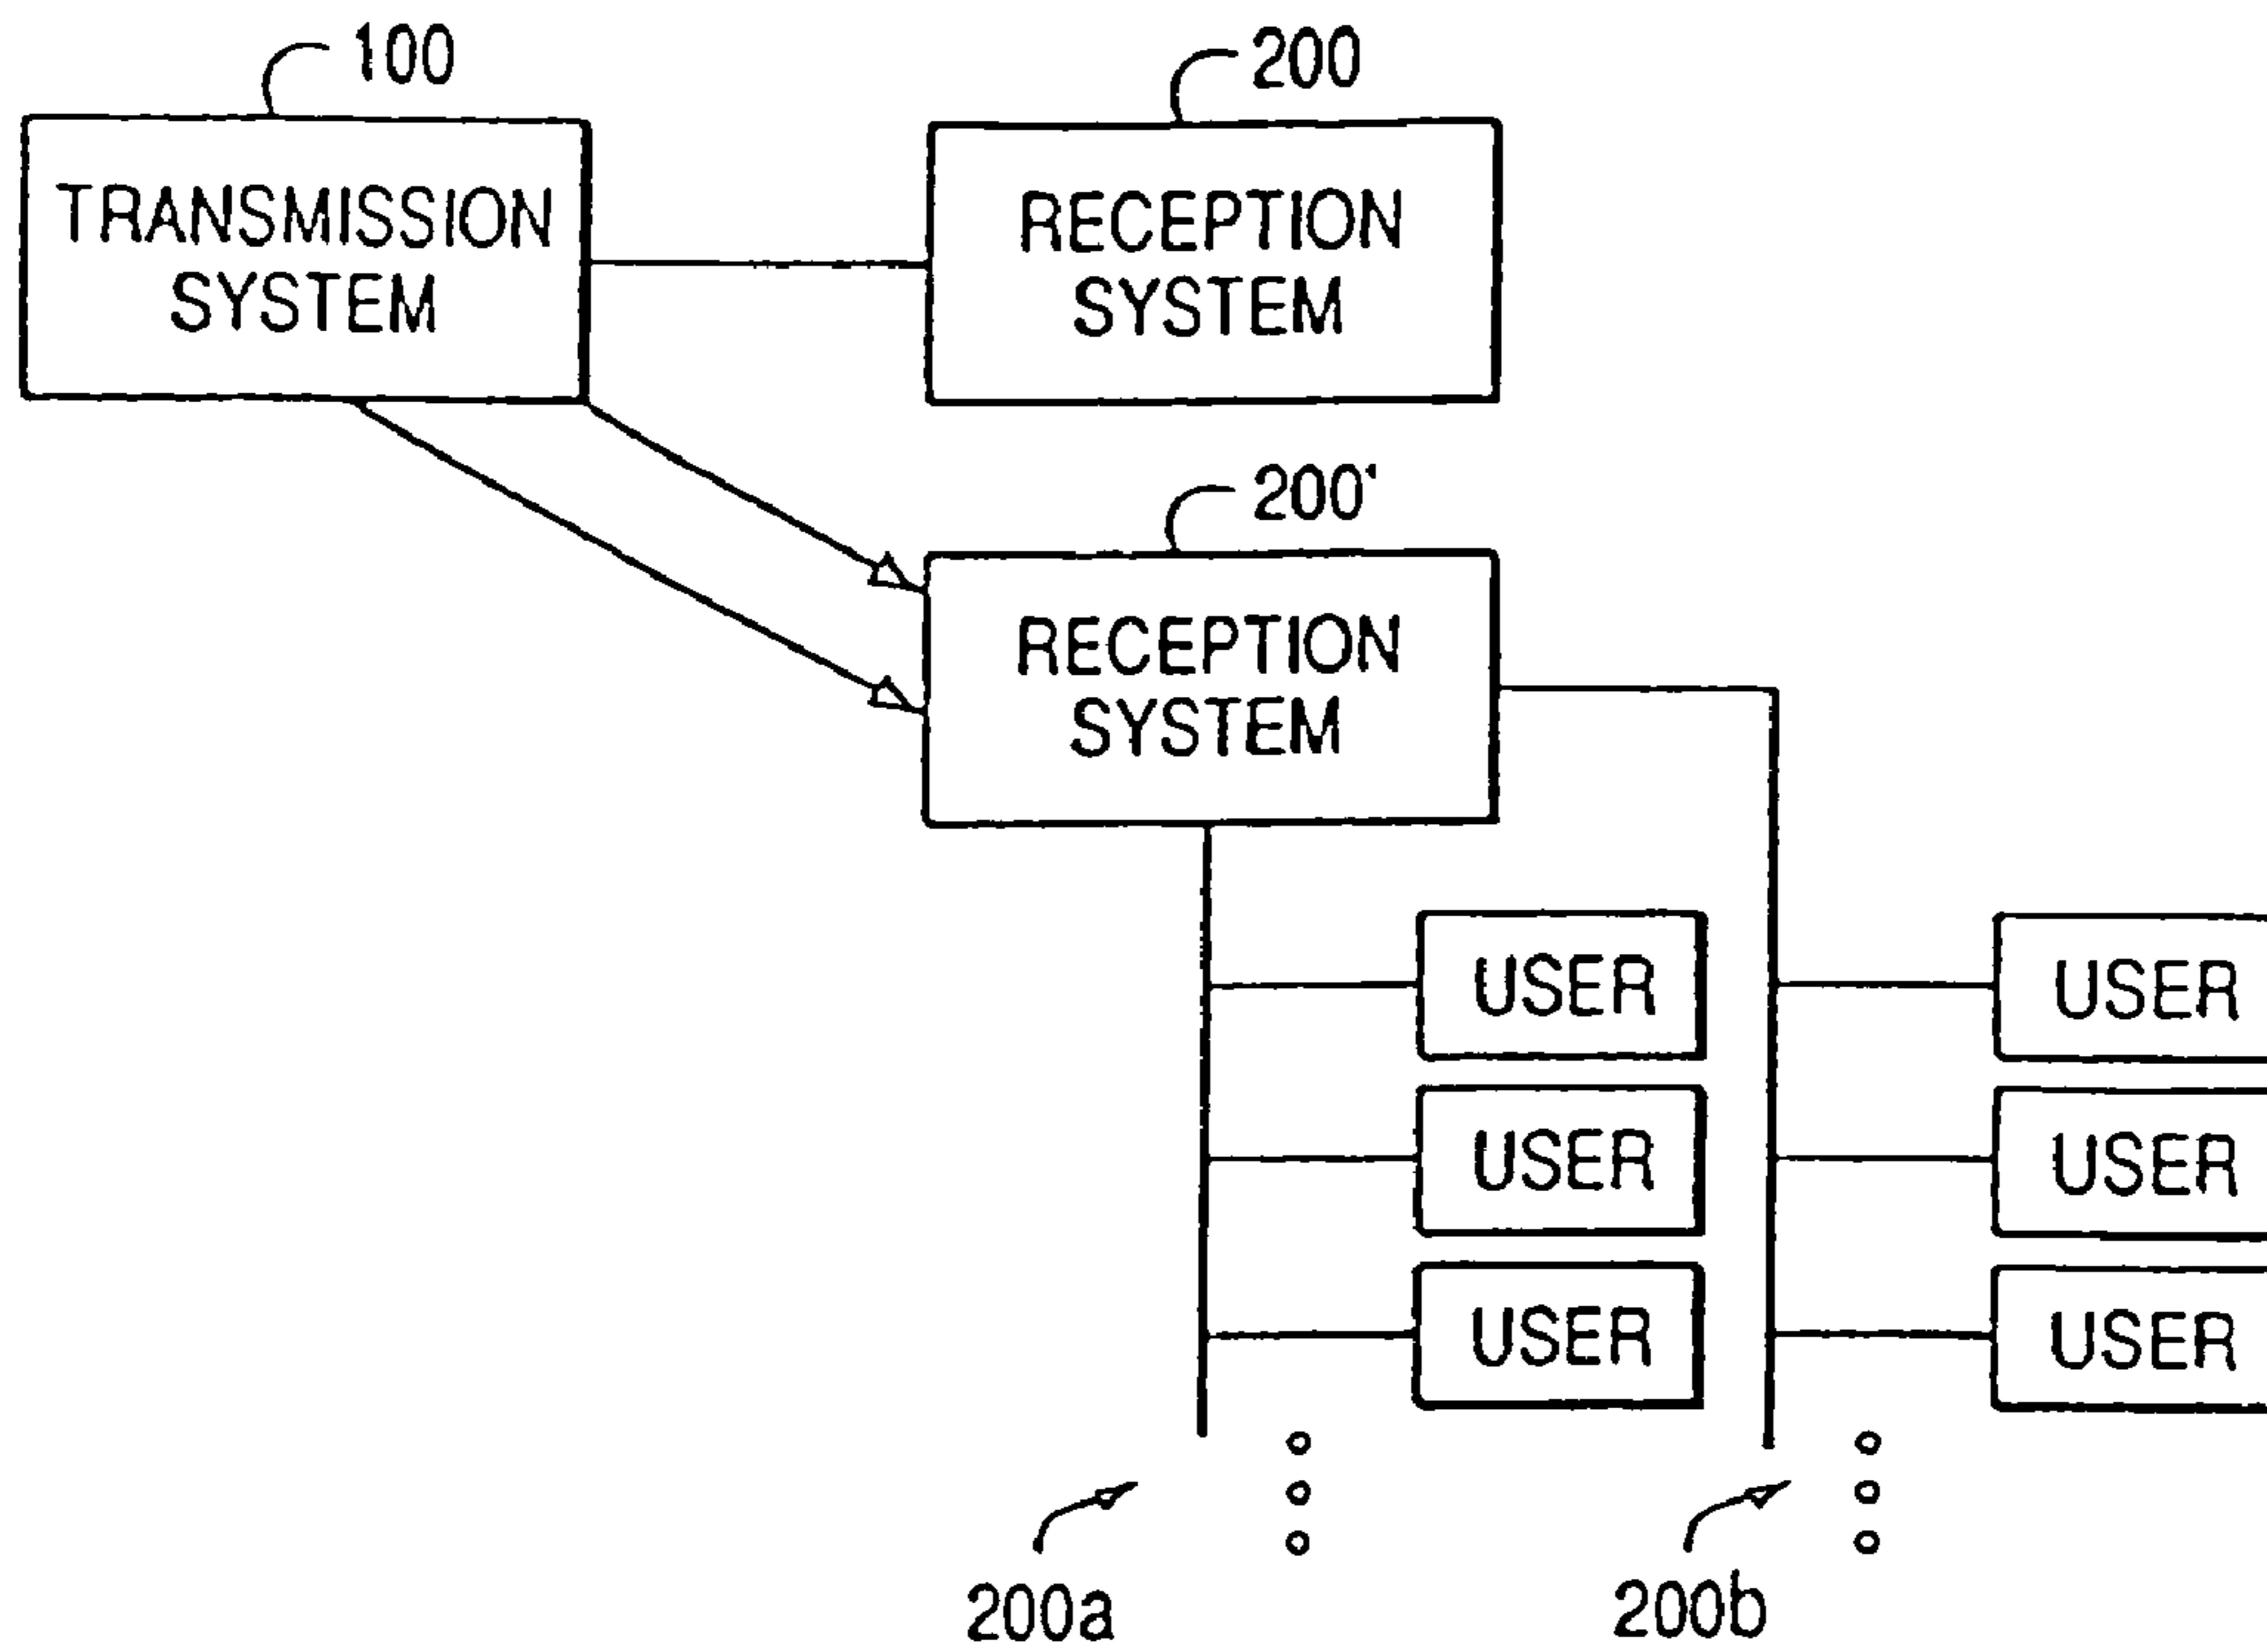 100
200
TRANSMISSION
SYSTEM
RECEPTION
SYSTEM
200'
RECEPTION
SYSTEM
USER
USER
USER
USER
USER
USER
200a
200b